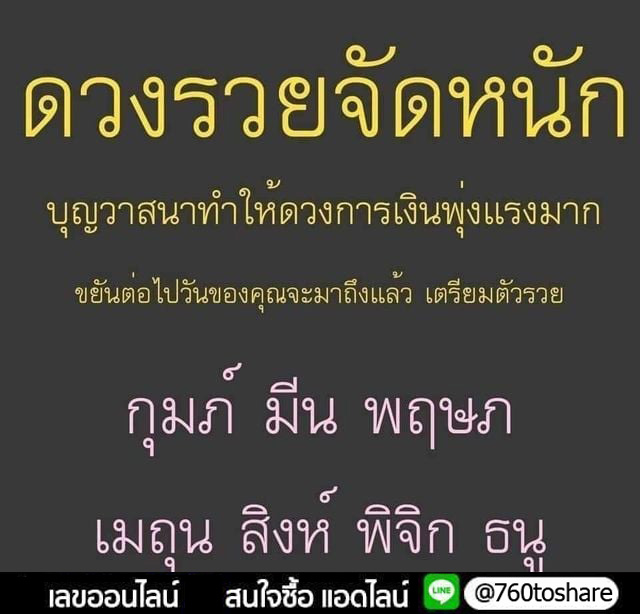 ดวงรวยจัดหนัก
บุญวาสนาทำให้ดวงการเงินพุ่งแรงมาก
ขยันต่อไปวันของคุณจะมาถึงแล้ว เตรียมตัวรวย
กุมภ์ มีน พฤษภ
เมถุน สิงห์ พิจิก ธนู
เลขออนไลน์ สนใจซื้อ แอดไลน์ LINE @760toshare